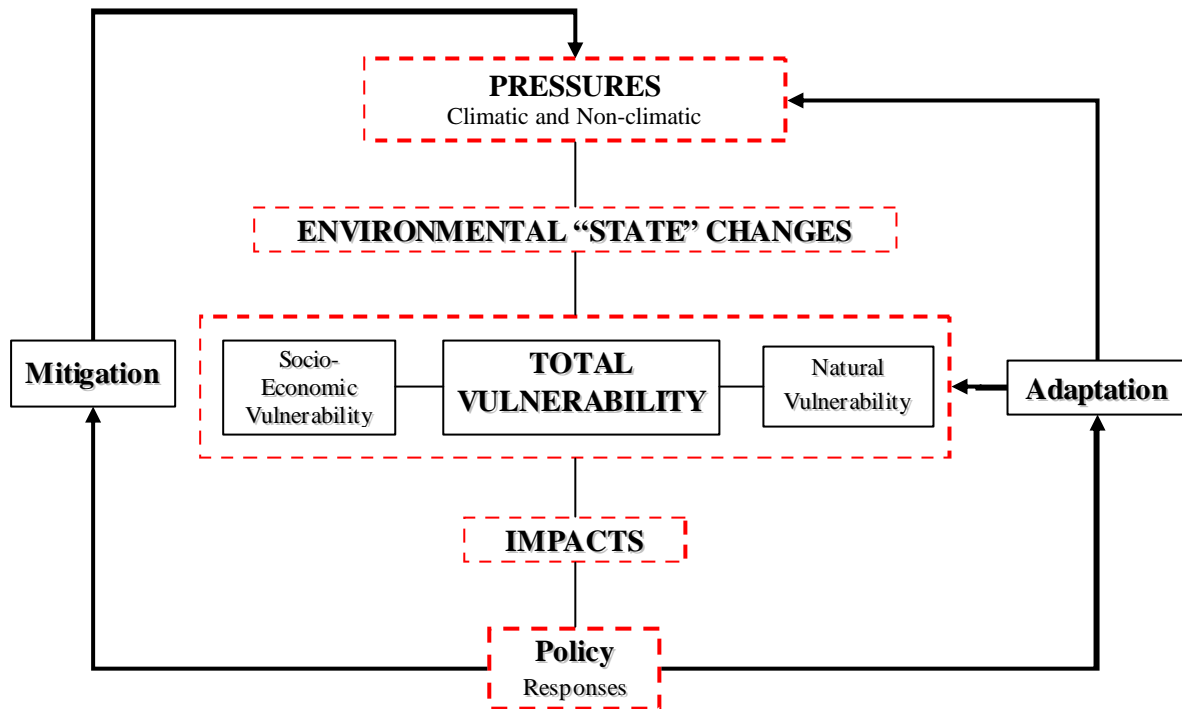 PRESSURES
Climatic and Non-climatic
ENVIRONMENTAL “STATE” CHANGES
Mitigation
Socio-
Economic
Vulnerability
TOTAL
VULNERABILITY
Natural
Vulnerability
Adaptation
IMPACTS
Policy
Responses